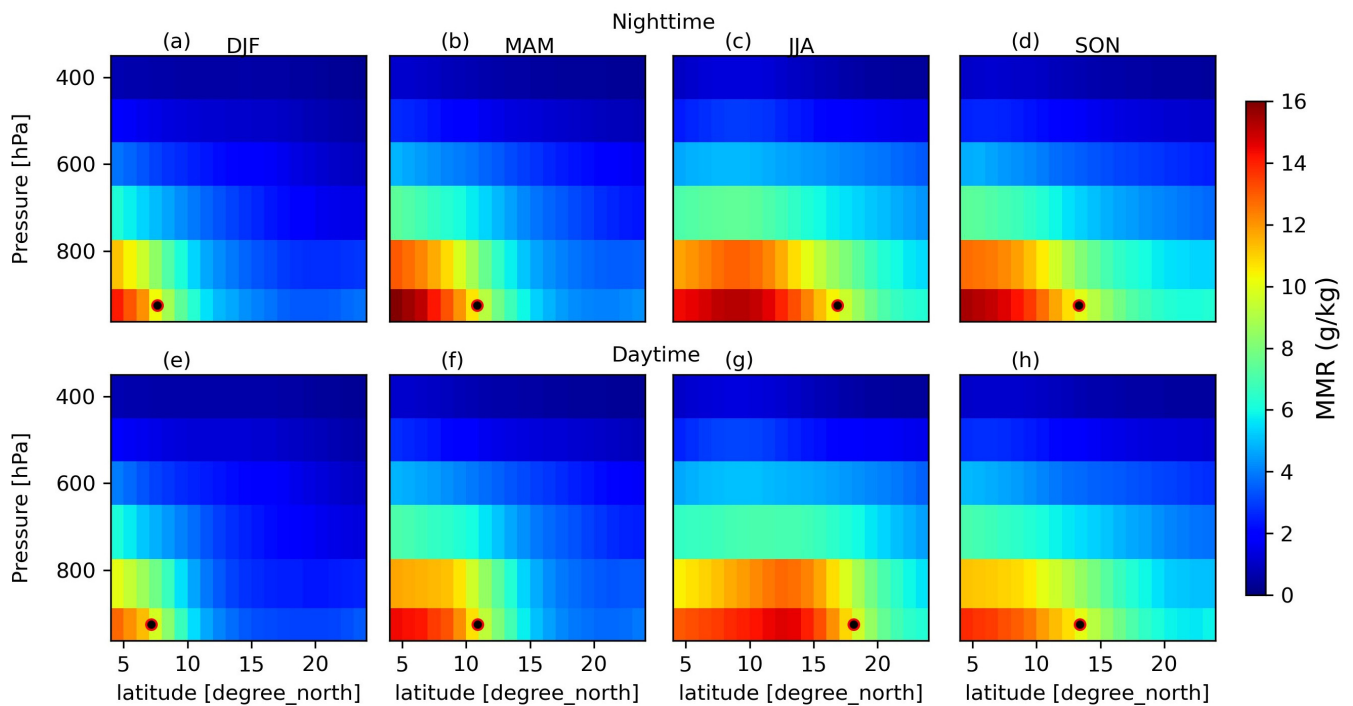 Nighttime
(a) DJF (b) MAM (c) JJA (d) SON
400
600
800
Pressure [hPa]
Daytime
(e) (f) (g) (h)
400
600
800
Pressure [hPa]
5 10 15 20 5 10 15 20 5 10 15 20 5 10 15 20
latitude [degree_north] latitude [degree_north] latitude [degree_north] latitude [degree_north]
16
14
12
10
8
6
4
2
0
MMR (g/kg)